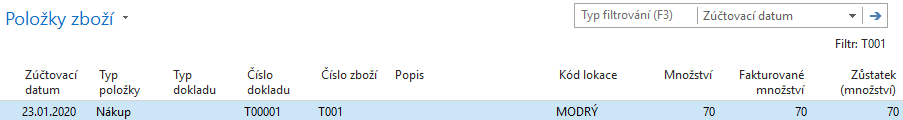 Položky zboží
Typ filtrování (F3) Zúčtovací datum
Filtr: T001
Zúčtovací datum Typ položky Typ dokladu Číslo dokladu Číslo zboží Popis Kód lokace Množství Fakturované množství Zůstatek (množství)
23.01.2020 Nákup T00001 T001 MODRÝ 70 70 70